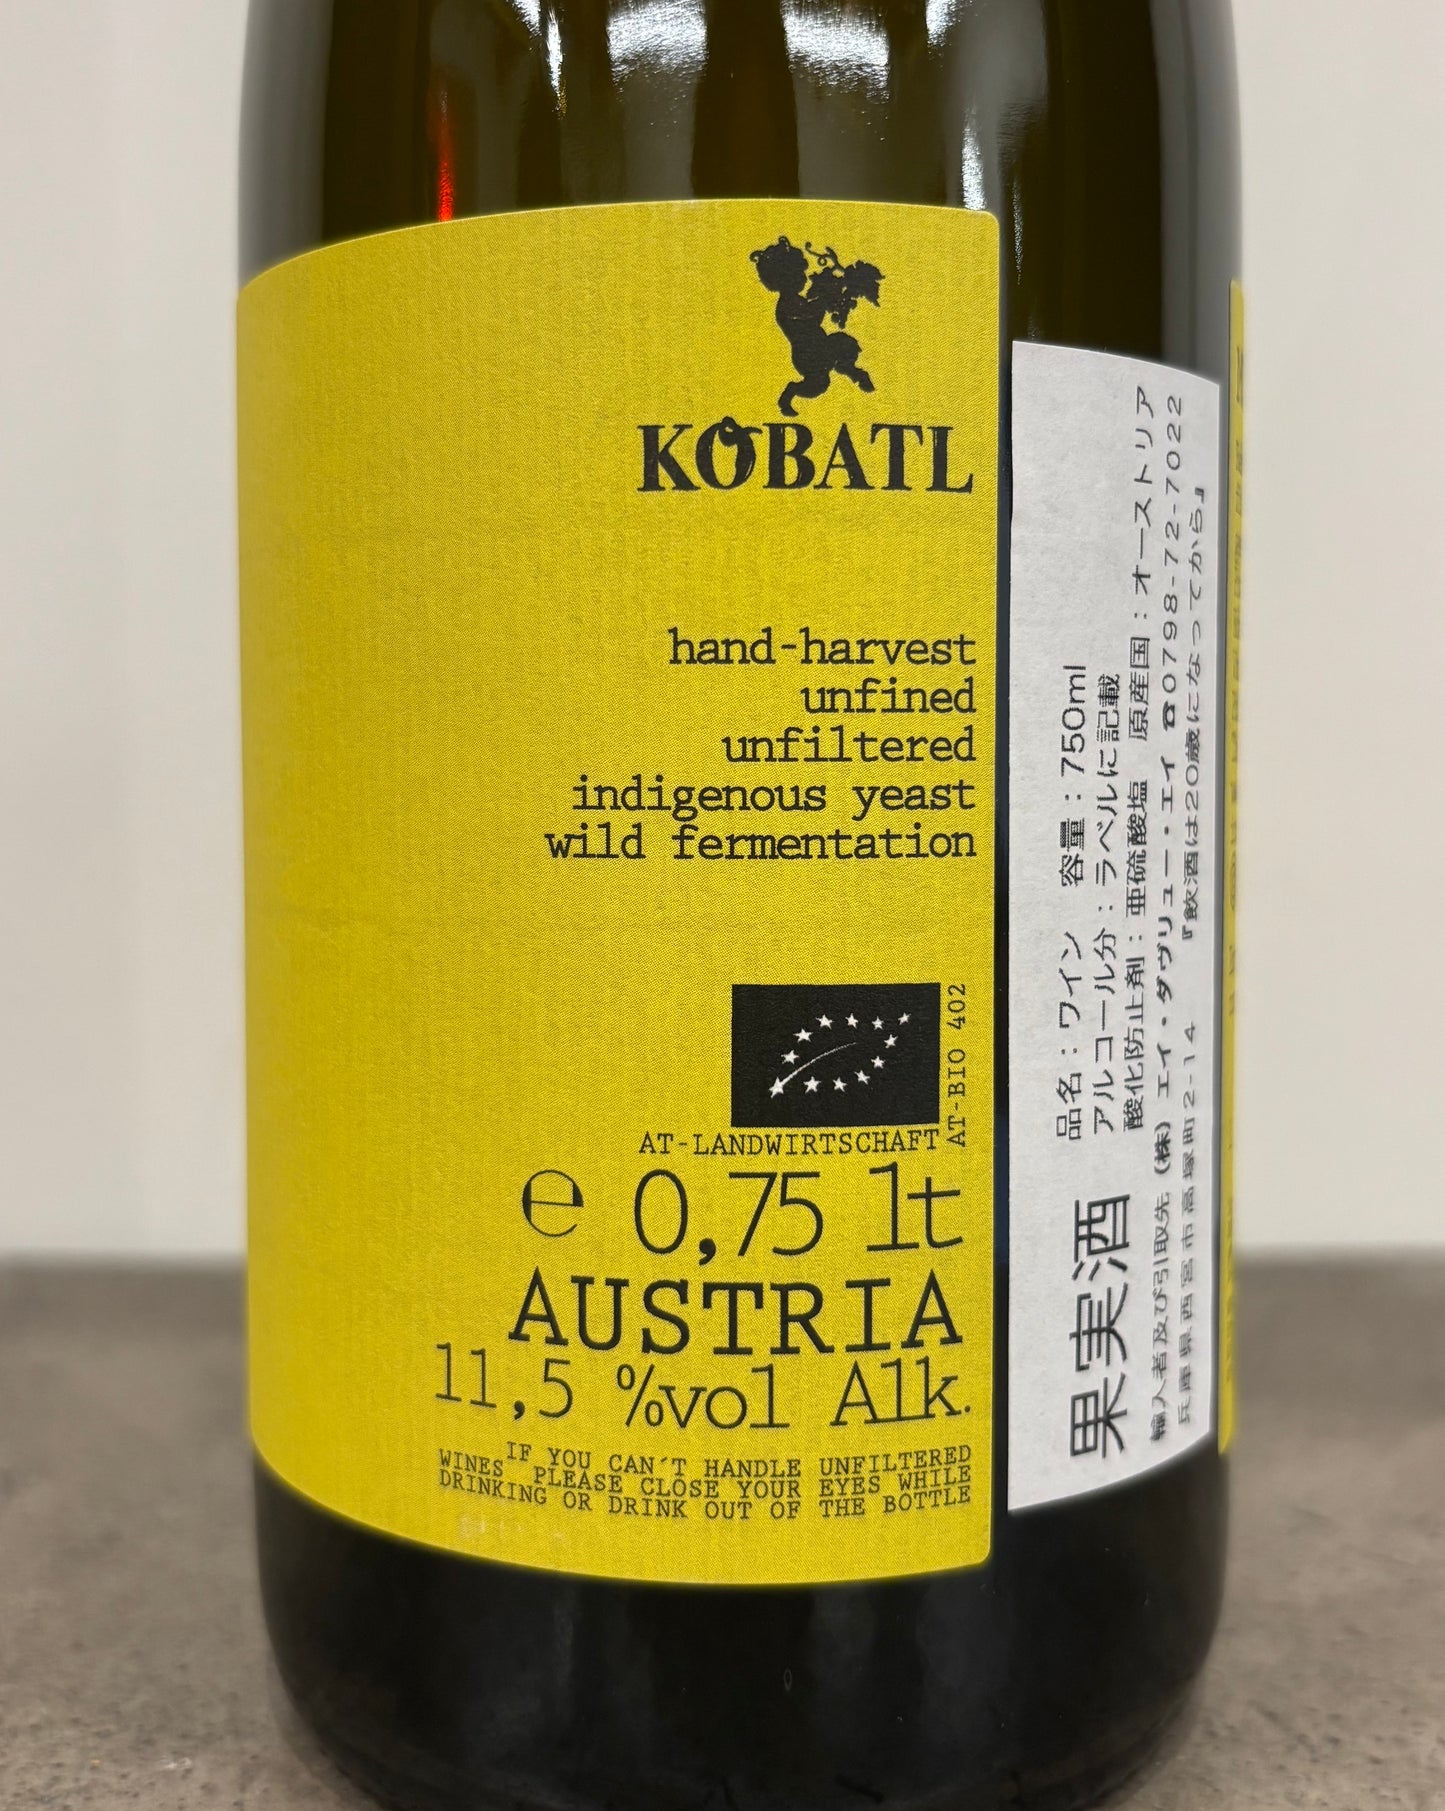 KOBATL
hand-harvest
unfined
unfiltered
indigenous yeast
wild fermentation
AT-BIO 402
AT-LANDWIRTSCHAFT
e 0,75 lt
AUSTRIA
11,5 %vol Alk.
IF YOU CAN´T HANDLE UNFILTERED
WINES PLEASE CLOSE YOUR EYES WHILE
DRINKING OR DRINK OUT OF THE BOTTLE
果実酒
品名：ワイン 容量：750ml
アルコール分：ラベルに記載
酸化防止剤：亜硫酸塩 原産国：オーストリア
輸入者及び引取先 (株) エイ・ダヴリュー・エイ ☎0798-72-7022
兵庫県西宮市高塚町2-14 『飲酒は20歳になってから』